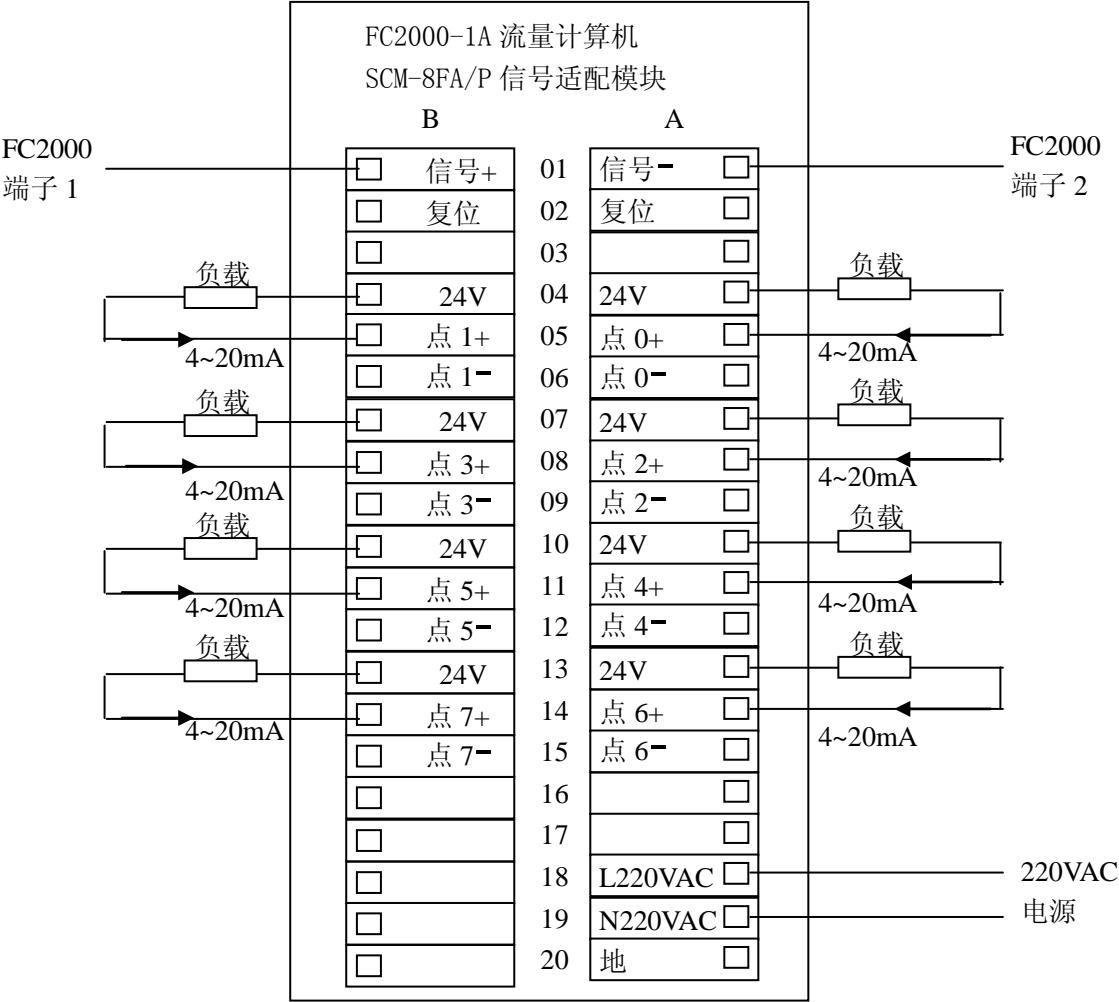 FC2000-1A 流量计算机
SCM-8FA/P 信号适配模块
B A
FC2000
端子 1
FC2000
端子 2
信号+ 01 信号-
复位 02 复位
03
负载 负载
24V 04 24V
点 1+ 05 点 0+
4~20mA 4~20mA
点 1- 06 点 0-
负载 负载
24V 07 24V
点 3+ 08 点 2+
4~20mA 4~20mA
点 3- 09 点 2-
负载 负载
24V 10 24V
点 5+ 11 点 4+
4~20mA 4~20mA
点 5- 12 点 4-
负载 负载
24V 13 24V
点 7+ 14 点 6+
4~20mA 4~20mA
点 7- 15 点 6-
16
17
18 L220VAC 220VAC
19 N220VAC 电源
20 地